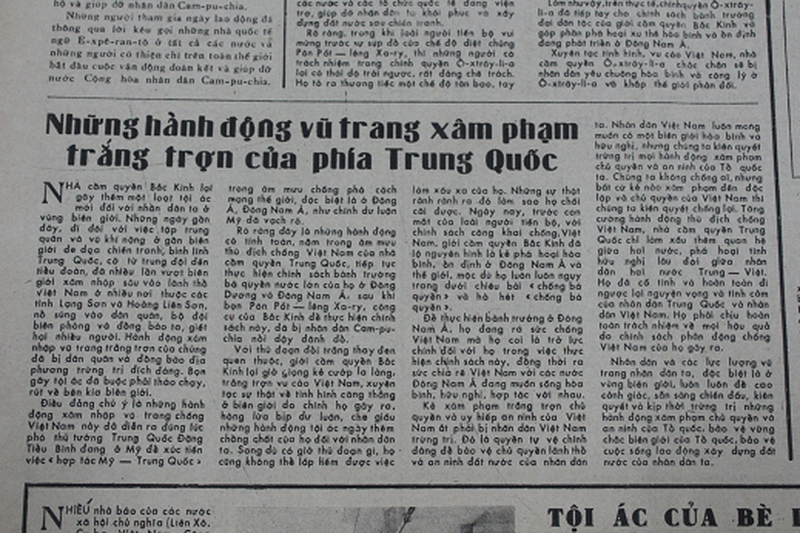 hộ và giúp đỡ nhân dân Cam-pu-chia.
Những người tham gia ngày lao động đã
thông qua lời kêu gọi những nhà quốc tế
ngữ E-xpê-ran-tô ở tất cả các nước và
những người có thiện chí trên toàn thế giới
bắt đầu cuộc vận động đoàn kết và giúp đỡ
nước Cộng hòa nhân dân Cam-pu-chia.
các nước và các tổ chức quốc tế đang viện
trợ, giúp đỡ nhân dân ta khôi phục và xây
dựng đất nước sau chiến tranh.
Rõ ràng, trong khi loài người tiến bộ vui
mừng trước sự sụp đổ của chế độ diệt chủng
Pôn Pốt — Iêng Xa-ry, thì những người có
trách nhiệm trong chính quyền Ô-xtrây-li-a
lại có thái độ trái ngược, rất đáng chê trách.
Họ tỏ ra thương tiếc một chế độ tàn bạo, tay
Làm như vậy, trên thực tế, chính quyền Ô-xtrây-
li-a đã tiếp tay cho chính sách bành trướng
đại dân tộc của giới cầm quyền Bắc Kinh và
góp phần phá hoại xu thế hòa bình và ổn định
đang phát triển ở Đông Nam Á.
Xuyên tạc tình hình, vu cáo Việt Nam, nhà
cầm quyền Ô-xtrây-li-a chắc chắn sẽ bị
nhân dân yêu chuộng hòa bình và công lý ở
Ô-xtrây-li-a và khắp thế giới phản đối.
Những hành động vũ trang xâm phạm
trắng trợn của phía Trung Quốc
NHÀ cầm quyền Bắc Kinh lại
gây thêm một loạt tội ác
mới đối với nhân dân ta ở
vùng biên giới. Những ngày gần
đây, đi đôi với việc tập trung
quân và vũ khí nặng ở gần biên giới
để đe dọa chiến tranh, binh lính
Trung Quốc, có từ trung đội đến
tiểu đoàn, đã nhiều lần vượt biên
giới xâm nhập sâu vào lãnh thổ
Việt Nam ở nhiều nơi thuộc các
tỉnh Lạng Sơn và Hoàng Liên Sơn,
nổ súng vào dân quân, bộ đội
biên phòng và đồng bào ta, giết
hại nhiều người. Hành động xâm
nhập vũ trang trắng trợn của chúng
đã bị dân quân và đồng bào địa
phương trừng trị đích đáng. Bọn
gây tội ác đã buộc phải tháo chạy,
rút về bên kia biên giới.
Điều đáng chú ý là những hành
động xâm nhập vũ trang chống
Việt Nam này đã diễn ra đúng lúc
phó thủ tướng Trung Quốc Đặng
Tiểu Bình đang ở Mỹ để xúc tiến
việc « hợp tác Mỹ — Trung Quốc »
trong âm mưu chống phá cách
mạng thế giới, đặc biệt là ở Đông
Á, Đông Nam Á, như chính dư luận
Mỹ đã vạch rõ.
Rõ ràng đây là những hành động
có tính toán, nằm trong âm mưu
thù địch chống Việt Nam của nhà
cầm quyền Trung Quốc, tiếp tục
thực hiện chính sách bành trướng
bá quyền nước lớn của họ ở Đông
Dương và Đông Nam Á, sau khi
bọn Pôn Pốt — Iêng Xa-ry, công
cụ của Bắc Kinh để thực hiện chính
sách này, đã bị nhân dân Cam-pu-
chia nổi dậy đánh đổ.
Với thủ đoạn đổi trắng thay đen
quen thuộc, giới cầm quyền Bắc
Kinh lại giở giọng kẻ cướp la làng,
trắng trợn vu cáo Việt Nam, xuyên
tạc sự thật về tình hình căng thẳng
ở biên giới do chính họ gây ra,
hòng lừa bịp dư luận, che giấu
những hành động tội ác ngày thêm
chồng chất của họ đối với nhân dân
ta. Song dù có giở thủ đoạn gì, họ
cũng không thể lấp liếm được việc
làm xấu xa của họ. Những sự thật
rành rành ra đó làm sao họ chối
cãi được. Ngày nay, trước con
mắt của loài người tiến bộ, với
chính sách công khai chống Việt
Nam, giới cầm quyền Bắc Kinh đã
lộ nguyên hình là kẻ phá hoại hòa
bình, ổn định ở Đông Nam Á và
thế giới, mặc dù họ luôn luôn ngụy
trang dưới chiêu bài « chống bá
quyền » và hò hét « chống bá
quyền ».
Để thực hiện bành trướng ở Đông
Nam Á, họ đang ra sức chống
Việt Nam mà họ coi là trở lực
chính đối với họ trong việc thực
hiện chính sách này, đồng thời ra
sức chia rẽ Việt Nam với các nước
Đông Nam Á đang muốn sống hòa
bình, hữu nghị, hợp tác với nhau.
Kẻ xâm phạm trắng trợn chủ
quyền và uy hiếp an ninh của Việt
Nam ắt phải bị nhân dân Việt Nam
trừng trị. Đó là quyền tự vệ chính
đáng để bảo vệ chủ quyền lãnh thổ
và an ninh đất nước của nhân dân
ta. Nhân dân Việt Nam luôn mong
muốn có một biên giới hòa bình và
hữu nghị, nhưng chúng ta kiên quyết
trừng trị mọi hành động xâm phạm
chủ quyền và an ninh của Tổ quốc
ta. Chúng ta không chống ai, nhưng
bất cứ kẻ nào xâm phạm đến độc
lập và chủ quyền của Việt Nam thì
chúng ta kiên quyết chống lại. Tăng
cường hành động thù địch chống
Việt Nam, nhà cầm quyền Trung
Quốc chỉ làm xấu thêm quan hệ
giữa hai nước, phá hoại tình
hữu nghị lâu đời giữa nhân
dân hai nước Trung — Việt.
Họ đã cố tình và hoàn toàn đi
ngược lại nguyện vọng và tình cảm
của nhân dân Trung Quốc và nhân
dân Việt Nam. Họ phải chịu hoàn
toàn trách nhiệm về mọi hậu quả
do chính sách phản động chống
Việt Nam của họ gây ra.
Nhân dân và các lực lượng vũ
trang nhân dân ta, đặc biệt là ở
vùng biên giới, luôn luôn đề cao
cảnh giác, sẵn sàng chiến đấu, kiên
quyết và kịp thời trừng trị những
hành động xâm phạm chủ quyền và
an ninh của Tổ quốc, bảo vệ vùng
chắc biên giới của Tổ quốc, bảo vệ
cuộc sống lao động xây dựng đất
nước của nhân dân ta.
NHIỀU nhà báo của các nước
xã hội chủ nghĩa (Liên Xô,
TỘI ÁC CỦA BÈ L